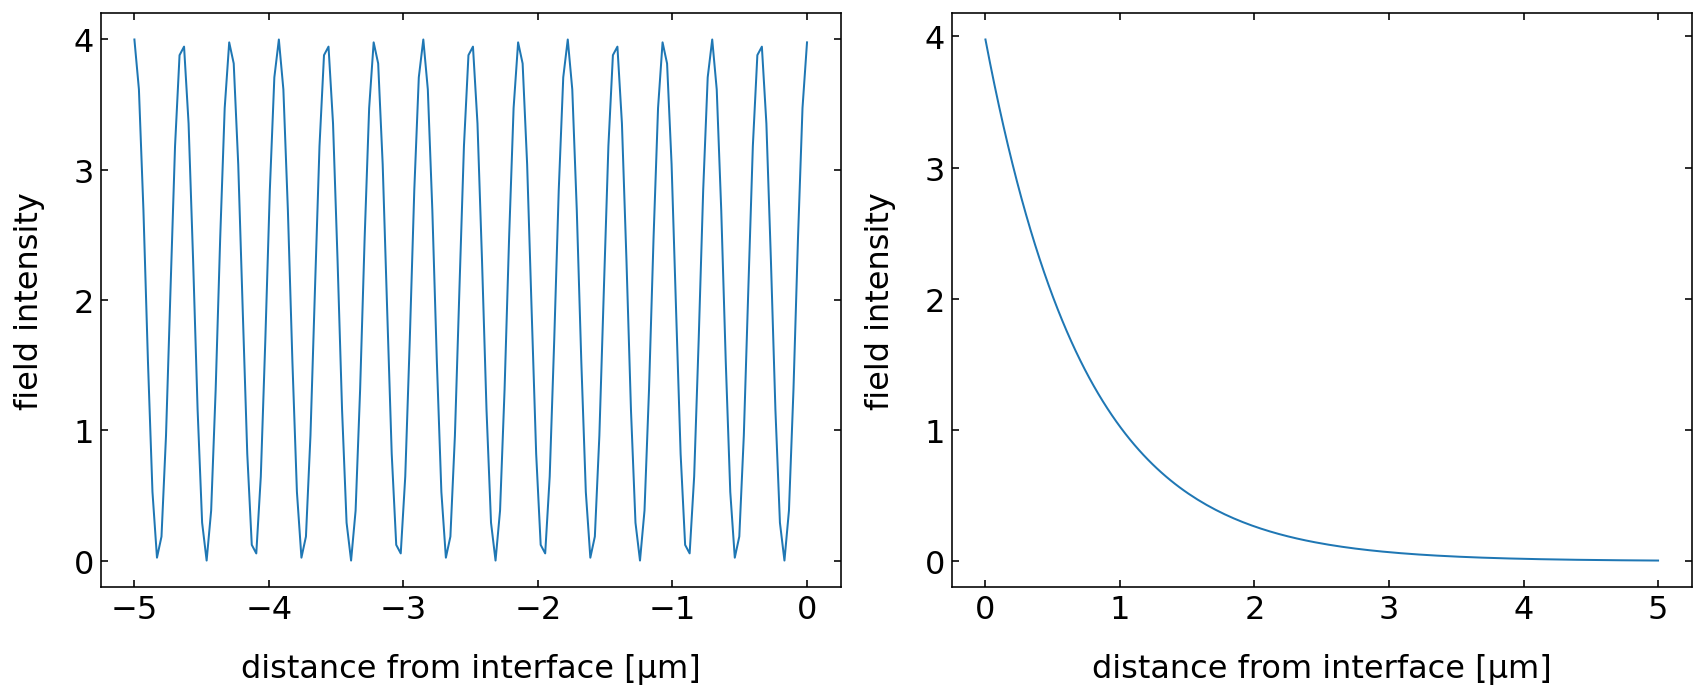 field intensity
4
3
2
1
0
−5 −4 −3 −2 −1 0
distance from interface [μm]
field intensity
4
3
2
1
0
0 1 2 3 4 5
distance from interface [μm]